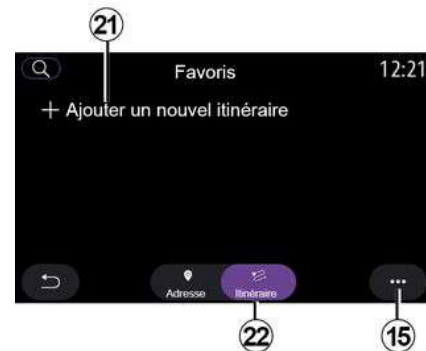 21
Favoris 12:21
+ Ajouter un nouvel itinéraire
Adresse Itinéraire
22 15